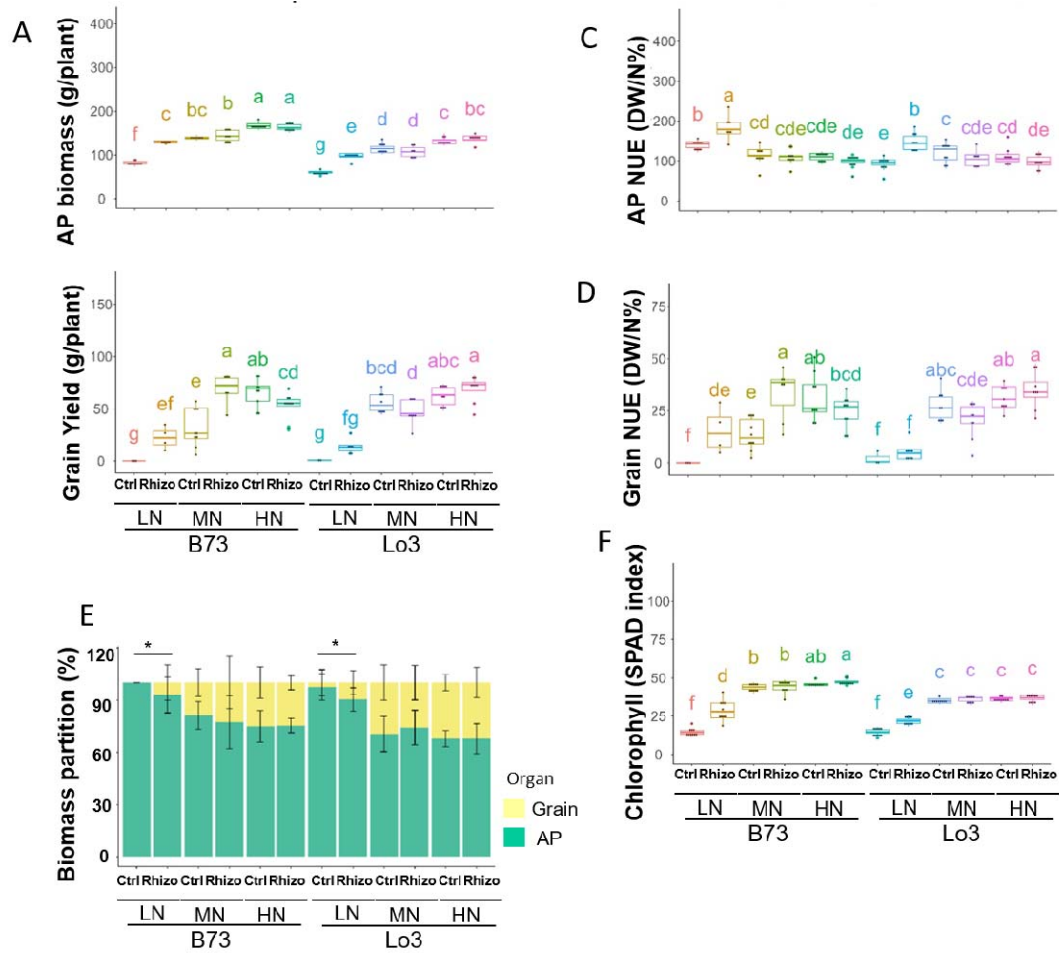 A
AP biomass (g/plant)
400
300
200
100
0
f c bc b a a g e d d c bc
Grain Yield (g/plant)
150
100
50
0
g ef e a ab cd g fg bcd d abc a
Ctrl Rhizo Ctrl Rhizo Ctrl Rhizo Ctrl Rhizo Ctrl Rhizo Ctrl Rhizo
LN MN HN LN MN HN
B73 Lo3
C
AP NUE (DW/N%)
400
300
200
100
0
b a cd cde cde de e b c cde cd de
D
Grain NUE (DW/N%)
75
50
25
0
f de e a ab bcd f f abc cde ab a
E
Biomass partition (%)
120
90
60
30
0
* *
Organ
Grain
AP
Ctrl Rhizo Ctrl Rhizo Ctrl Rhizo Ctrl Rhizo Ctrl Rhizo Ctrl Rhizo
LN MN HN LN MN HN
B73 Lo3
F
Chlorophyll (SPAD index)
100
75
50
25
0
f d b b ab a f e c c c c
Ctrl Rhizo Ctrl Rhizo Ctrl Rhizo Ctrl Rhizo Ctrl Rhizo Ctrl Rhizo
LN MN HN LN MN HN
B73 Lo3